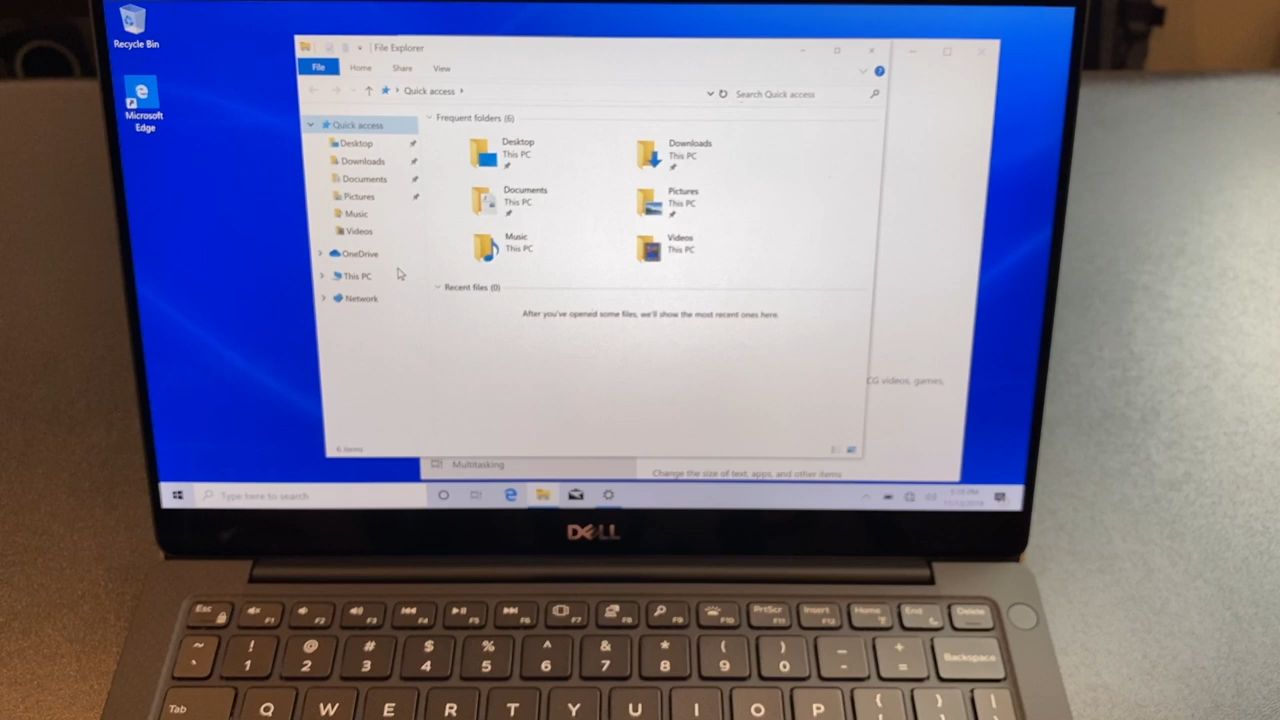 Recycle Bin
Microsoft
Edge
File Explorer
File
Home
Share
View
Quick access
Search Quick access
Quick access
Desktop
Downloads
Documents
Pictures
Music
Videos
OneDrive
This PC
Network
Frequent folders (6)
Desktop
This PC
Downloads
This PC
Documents
This PC
Pictures
This PC
Music
This PC
Videos
This PC
Recent files (0)
After you've opened some files, we'll show the most recent ones here.
CG videos, games,
6 items
Multitasking
Change the size of text, apps, and other items
Type here to search
DELL
Esc
F1
F2
F3
F4
F5
F6
F7
F8
F9
F10
PrtScr
F11
Insert
F12
Home
End
Delete
~ ! @ # $ % ^ & * ( ) _ + 
` 1 2 3 4 5 6 7 8 9 0 - =
Backspace
Tab
Q W E R T Y U I O P { } |